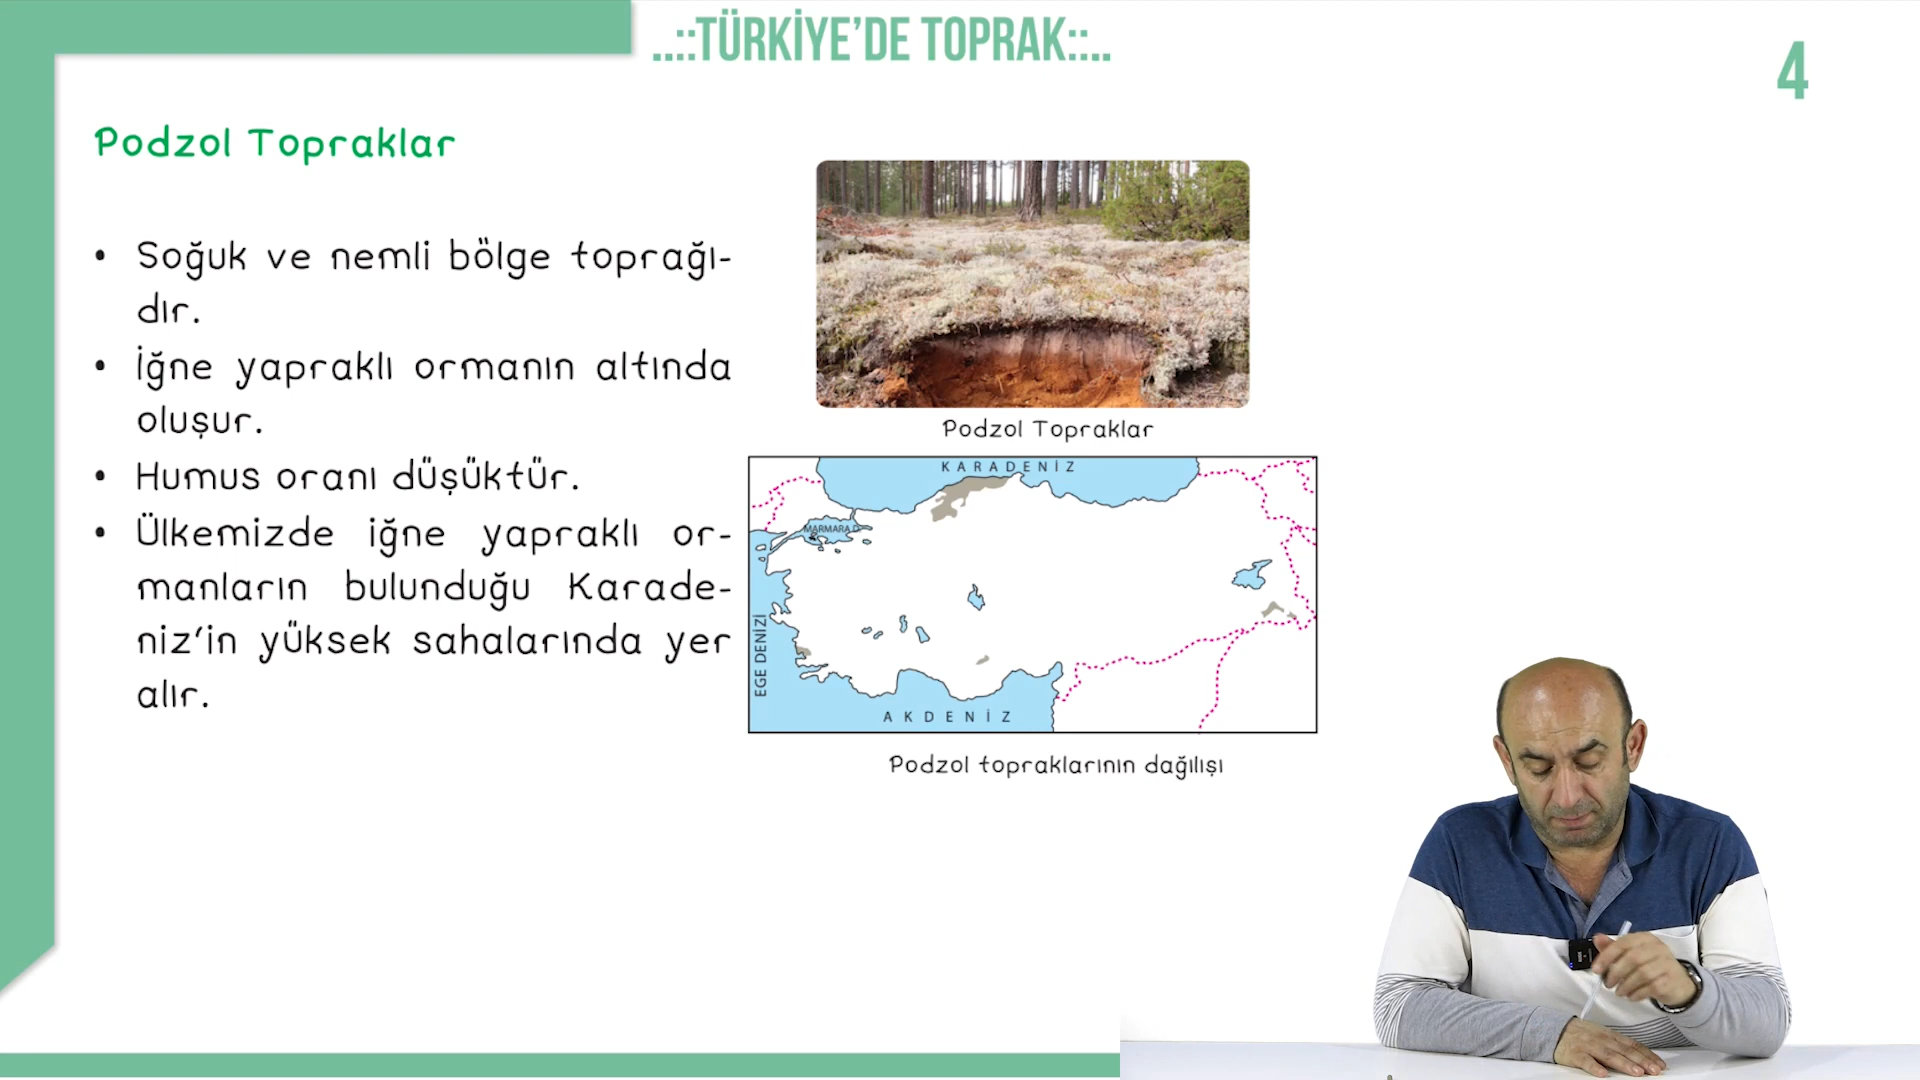 ..::TÜRKİYE’DE TOPRAK::..
4
Podzol Topraklar
• Soğuk ve nemli bölge toprağı-
dır.
• İğne yapraklı ormanın altında
oluşur.
• Humus oranı düşüktür.
• Ülkemizde iğne yapraklı or-
manların bulunduğu Karade-
niz’in yüksek sahalarında yer
alır.
Podzol Topraklar
KARADENİZ
MARMARA D.
EGE DENİZİ
AKDENİZ
Podzol topraklarının dağılışı